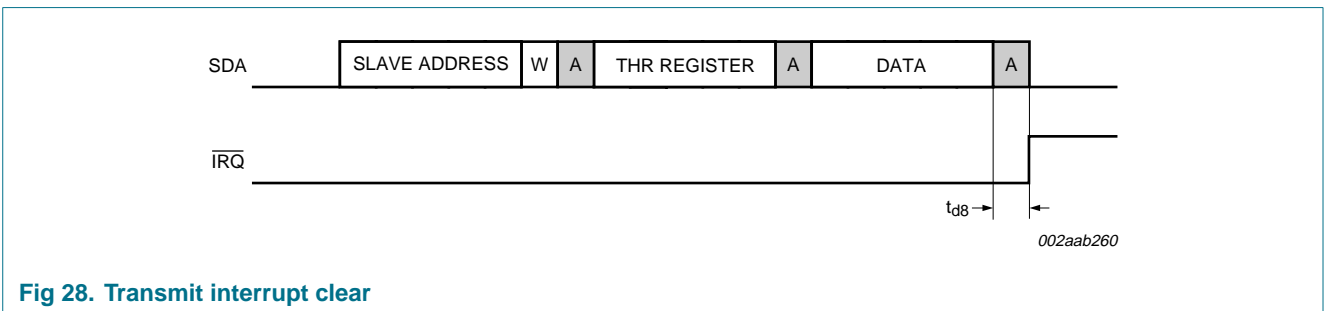 SDA SLAVE ADDRESS W A THR REGISTER A DATA A
IRQ
td8
002aab260
Fig 28. Transmit interrupt clear